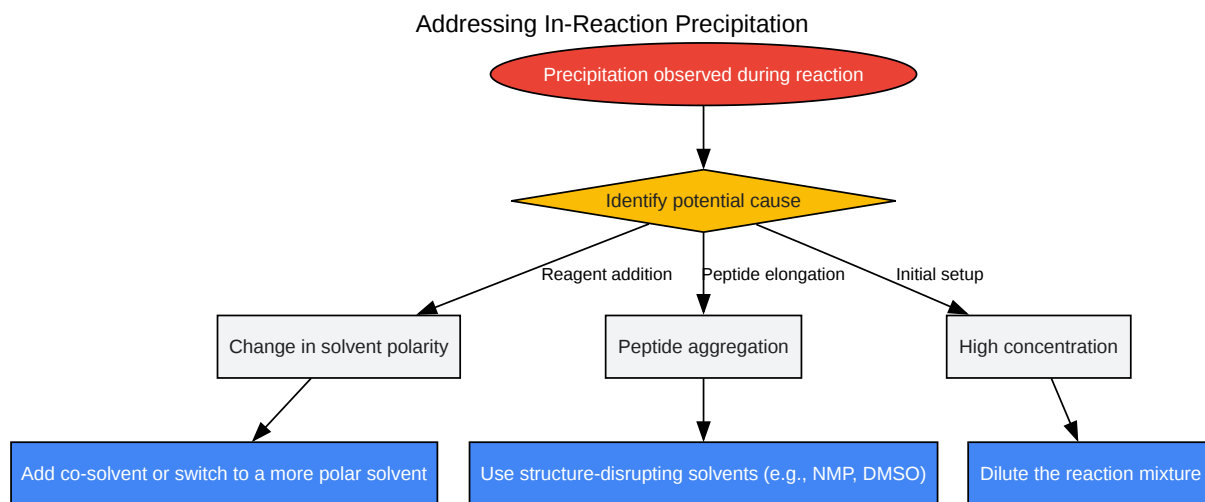 Addressing In-Reaction Precipitation
Precipitation observed during reaction
Identify potential cause
Reagent addition
Peptide elongation
Initial setup
Change in solvent polarity
Peptide aggregation
High concentration
Add co-solvent or switch to a more polar solvent
Use structure-disrupting solvents (e.g., NMP, DMSO)
Dilute the reaction mixture